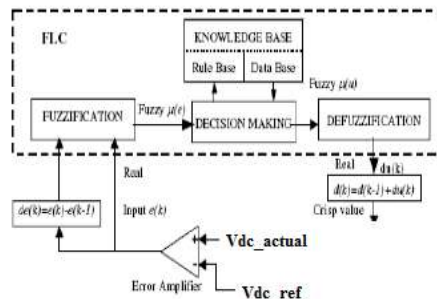 FLC
KNOWLEDGE BASE
Rule Base
Data Base
Fuzzy μ(u)
FUZZIFICATION
Fuzzy μ(e)
DECISION MAKING
DEFUZZIFICATION
Real
Real
du(k)
de(k)=e(k)-e(k-1)
Input e(k)
d(k)=d(k-1)+du(k)
Crisp value
+
Vdc_actual
-
Error Amplifier
Vdc_ref